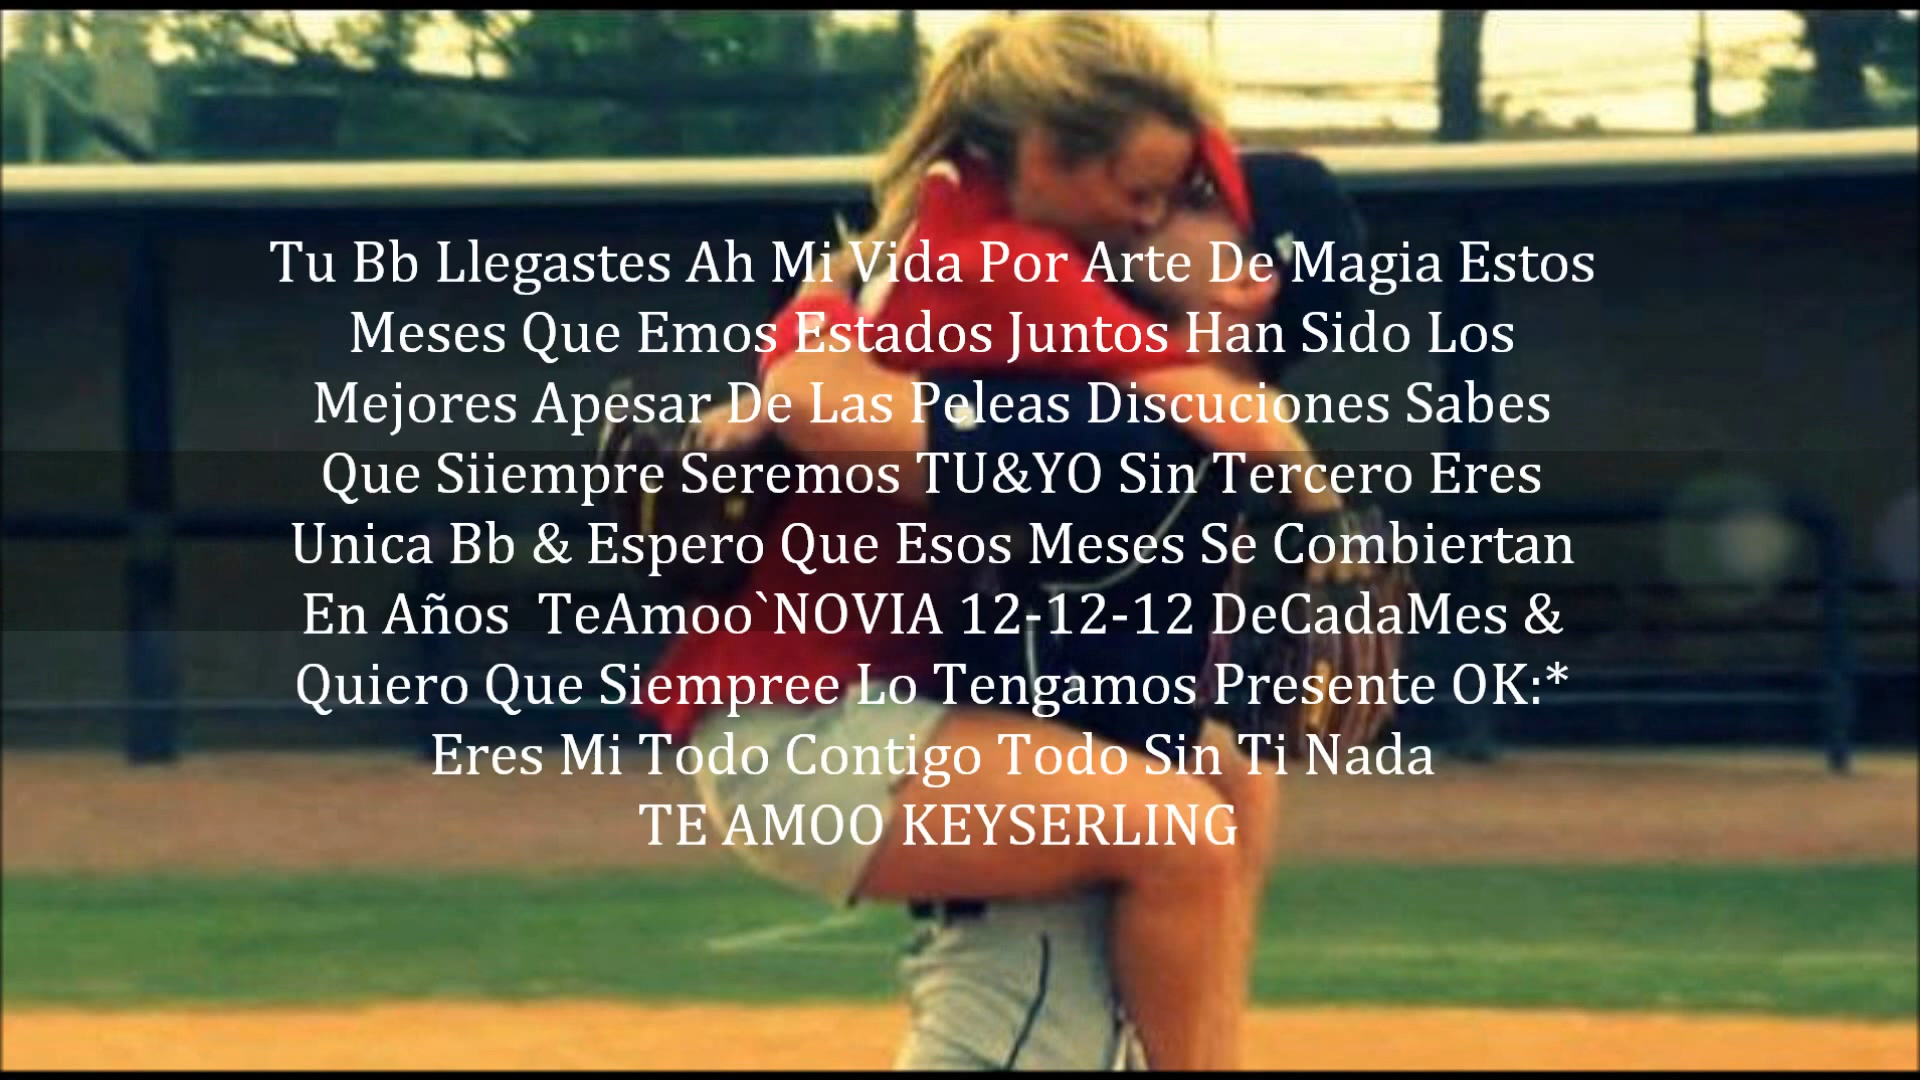 Tu Bb Llegastes Ah Mi Vida Por Arte De Magia Estos
Meses Que Emos Estados Juntos Han Sido Los
Mejores Apesar De Las Peleas Discuciones Sabes
Que Siiempre Seremos TU&YO Sin Tercero Eres
Unica Bb & Espero Que Esos Meses Se Combiertan
En Años  TeAmoo`NOVIA 12-12-12 DeCadaMes &
Quiero Que Siempree Lo Tengamos Presente OK:*
Eres Mi Todo Contigo Todo Sin Ti Nada
TE AMOO KEYSERLING